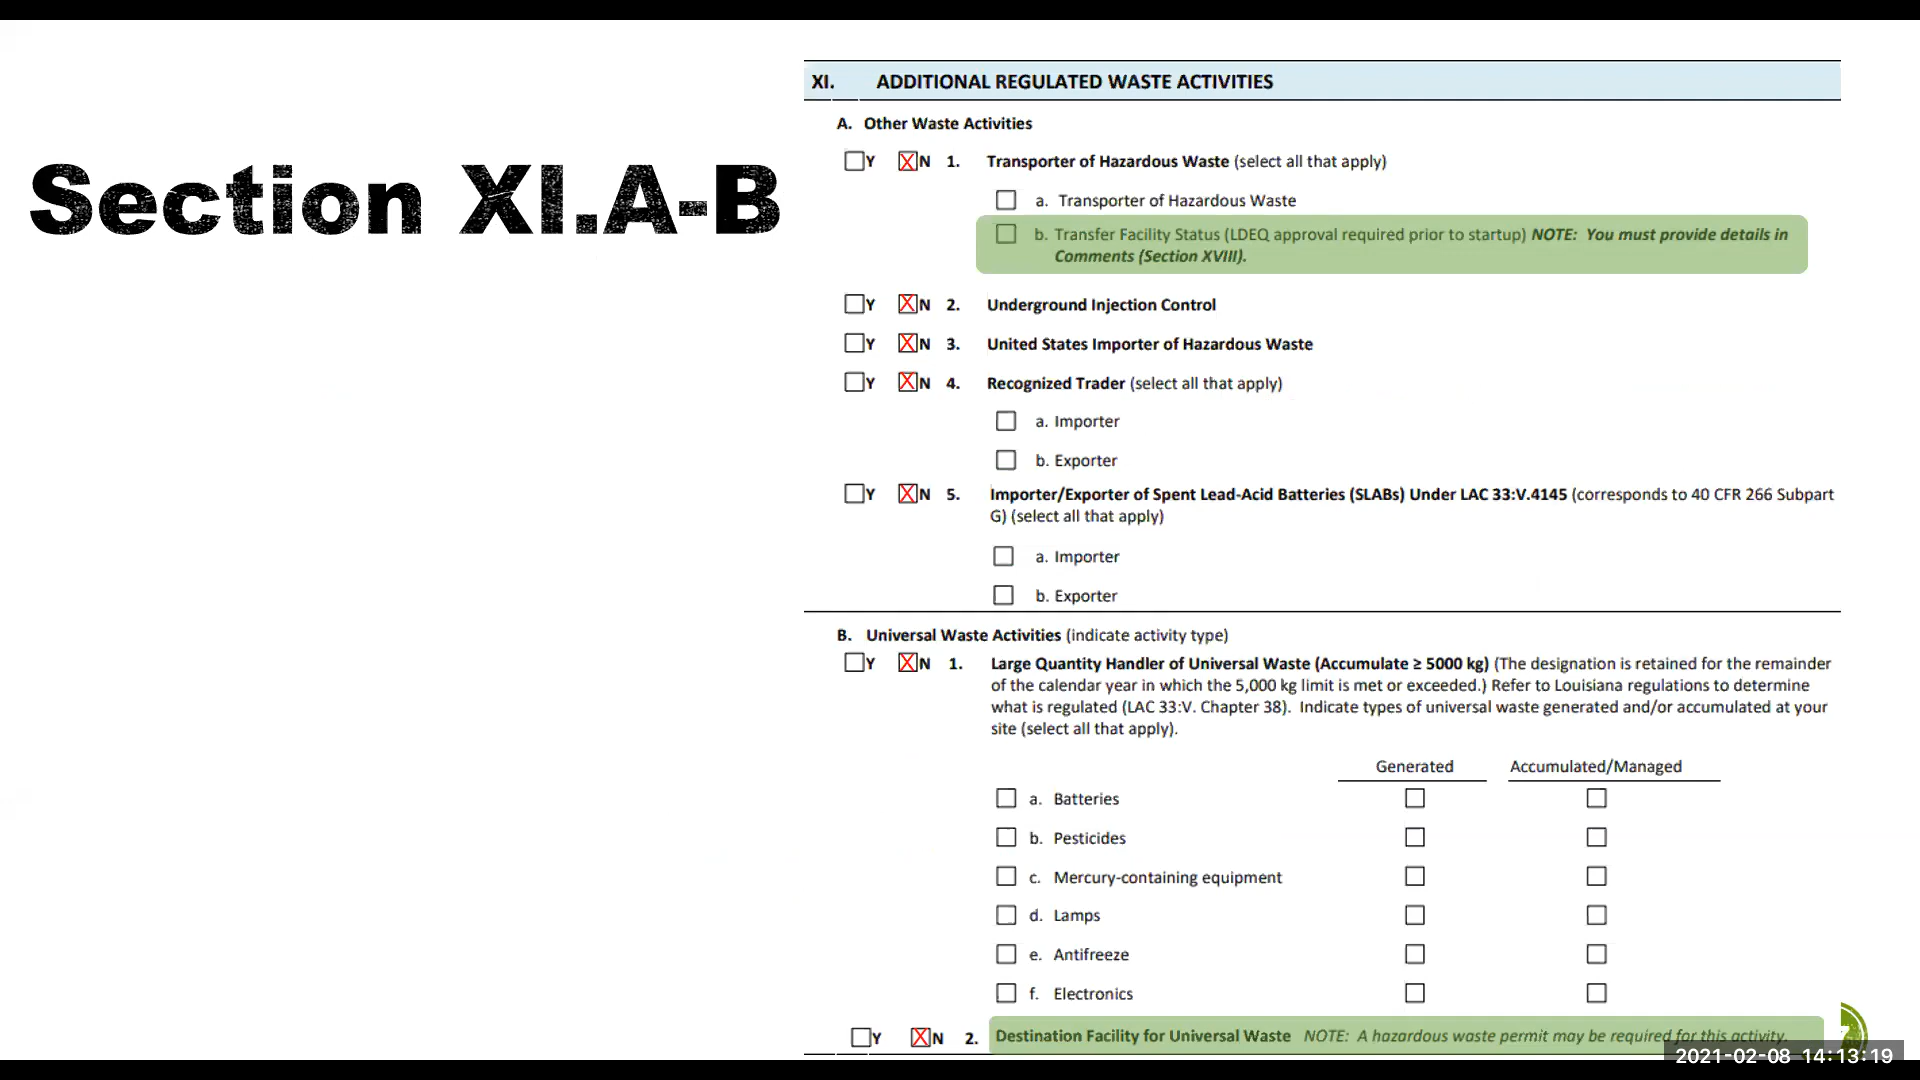 Section XI.A-B
XI. ADDITIONAL REGULATED WASTE ACTIVITIES
A. Other Waste Activities
Y N 1. Transporter of Hazardous Waste (select all that apply)
a. Transporter of Hazardous Waste
b. Transfer Facility Status (LDEQ approval required prior to startup) NOTE: You must provide details in
Comments (Section XVIII).
Y N 2. Underground Injection Control
Y N 3. United States Importer of Hazardous Waste
Y N 4. Recognized Trader (select all that apply)
a. Importer
b. Exporter
Y N 5. Importer/Exporter of Spent Lead-Acid Batteries (SLABs) Under LAC 33:V.4145 (corresponds to 40 CFR 266 Subpart
G) (select all that apply)
a. Importer
b. Exporter
B. Universal Waste Activities (indicate activity type)
Y N 1. Large Quantity Handler of Universal Waste (Accumulate ≥ 5000 kg) (The designation is retained for the remainder
of the calendar year in which the 5,000 kg limit is met or exceeded.) Refer to Louisiana regulations to determine
what is regulated (LAC 33:V. Chapter 38). Indicate types of universal waste generated and/or accumulated at your
site (select all that apply).
Generated Accumulated/Managed
a. Batteries
b. Pesticides
c. Mercury-containing equipment
d. Lamps
e. Antifreeze
f. Electronics
Y N 2. Destination Facility for Universal Waste NOTE: A hazardous waste permit may be required for this activity.
2021-02-08 14:13:19